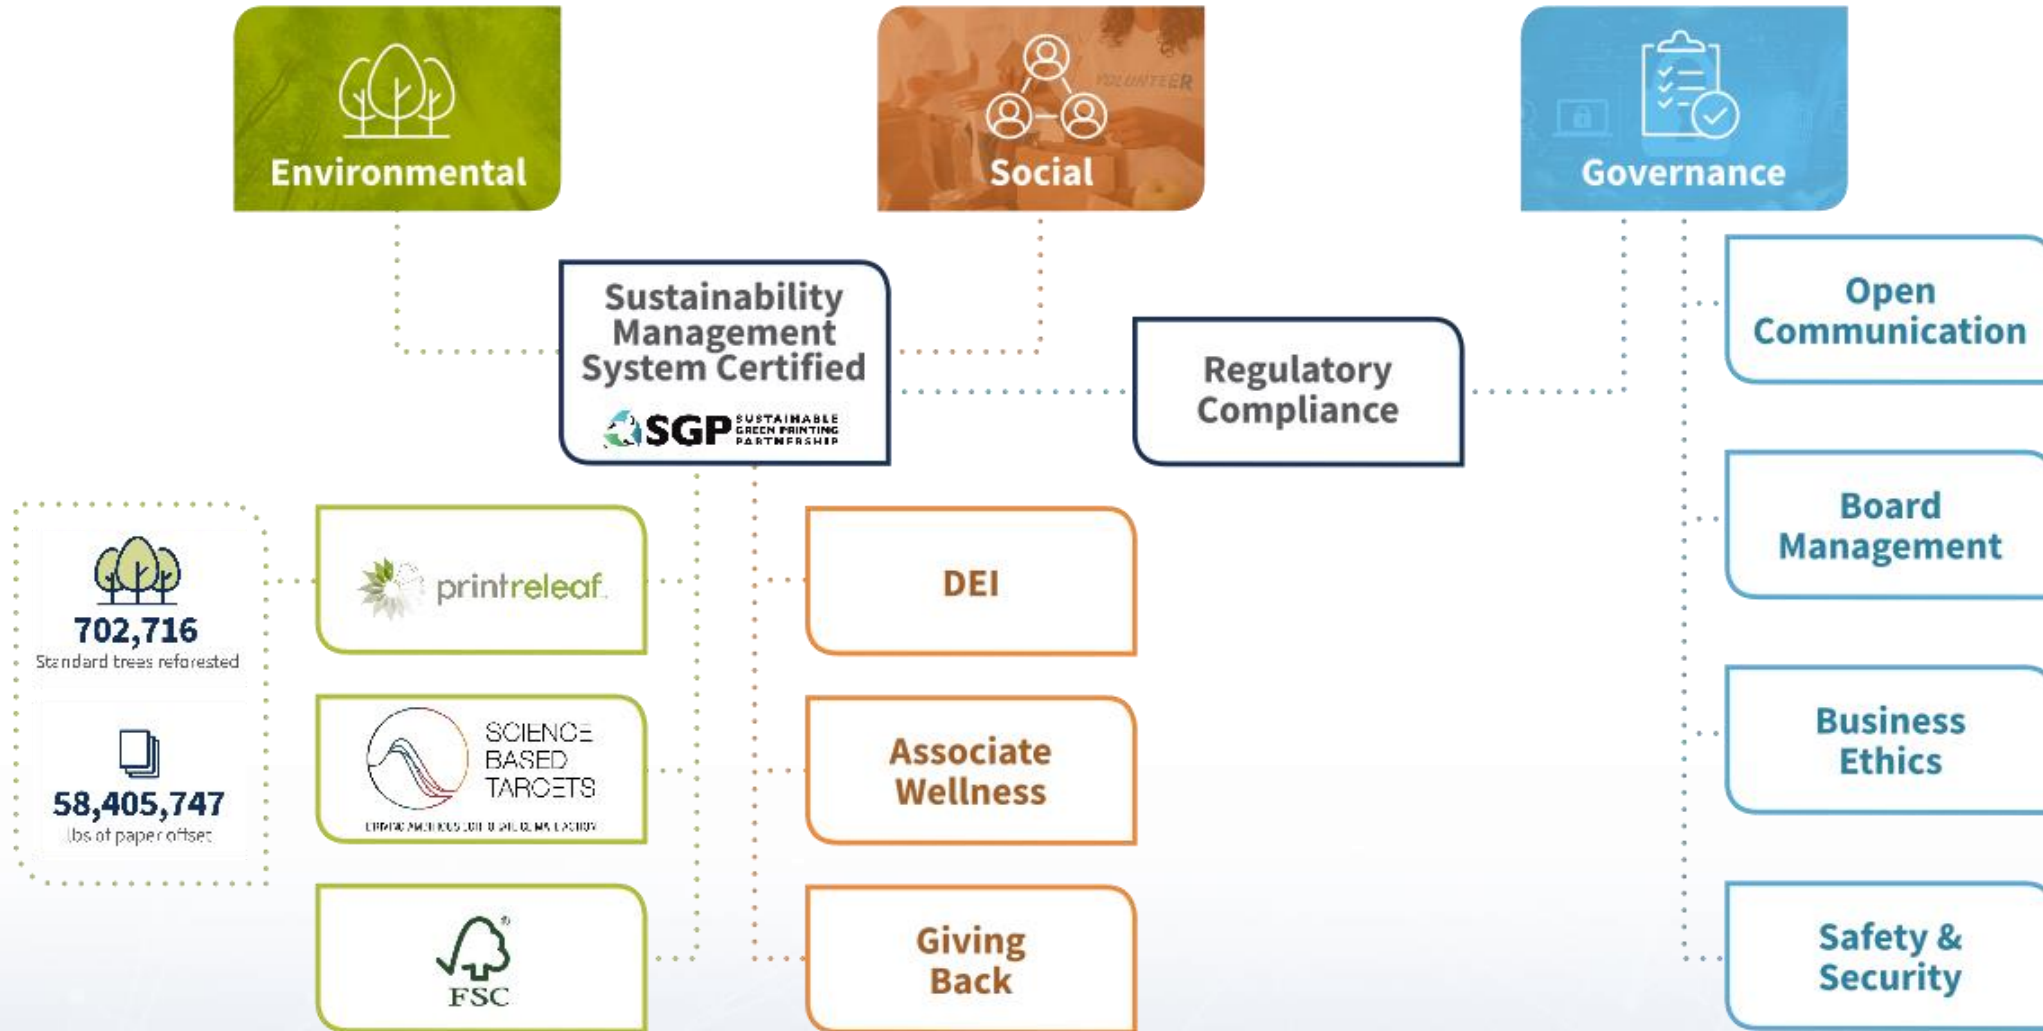 Environmental
VOLUNTEER
Social
Governance
Sustainability
Management
System Certified
SGP
SUSTAINABLE
GREEN PRINTING
PARTNERSHIP
Regulatory
Compliance
Open
Communication
Board
Management
Business
Ethics
Safety &
Security
702,716
Standard trees reforested
58,405,747
lbs of paper offset
printreleaf
SCIENCE
BASED
TARGETS
FSC®
DEI
Associate
Wellness
Giving
Back